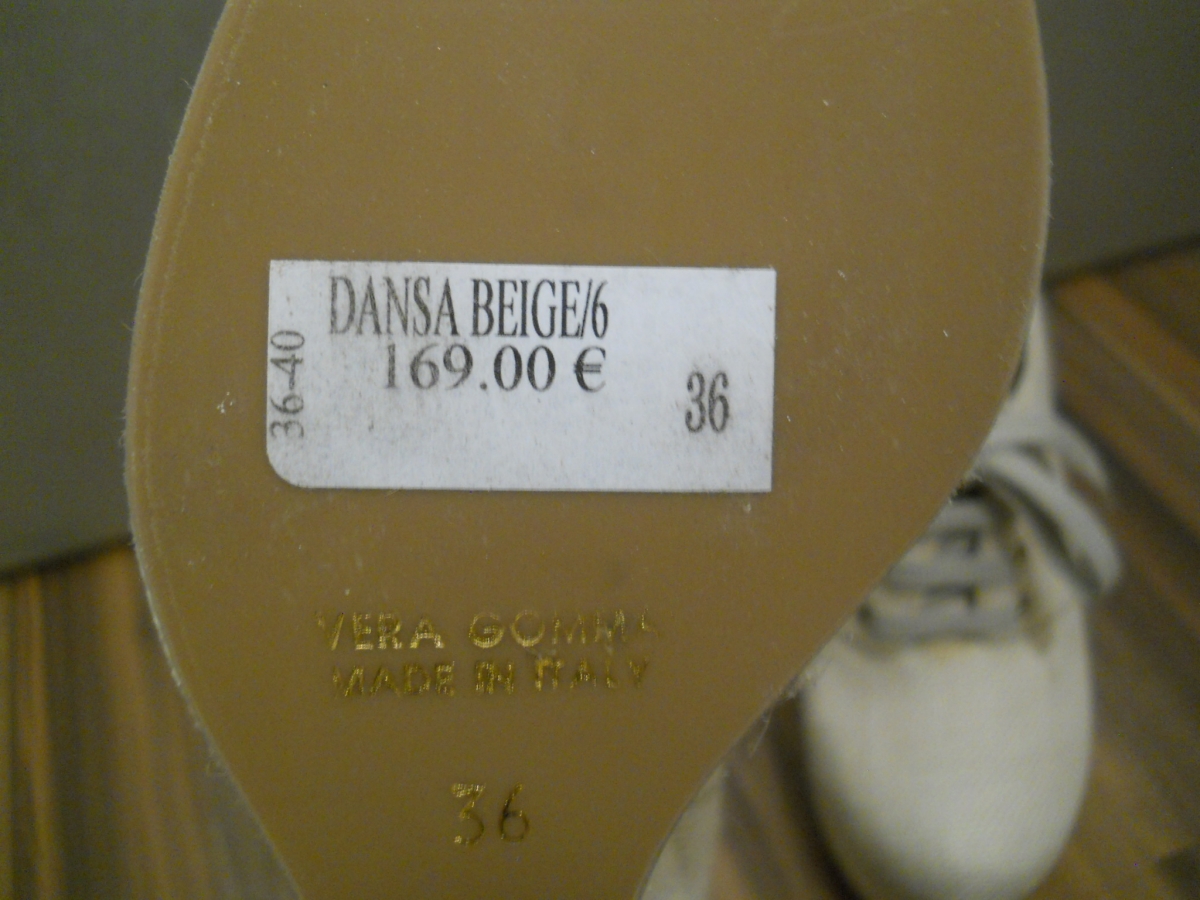 DANSA BEIGE/6
169.00 €
36-40
36
VERA GOMMA
MADE IN ITALY
36